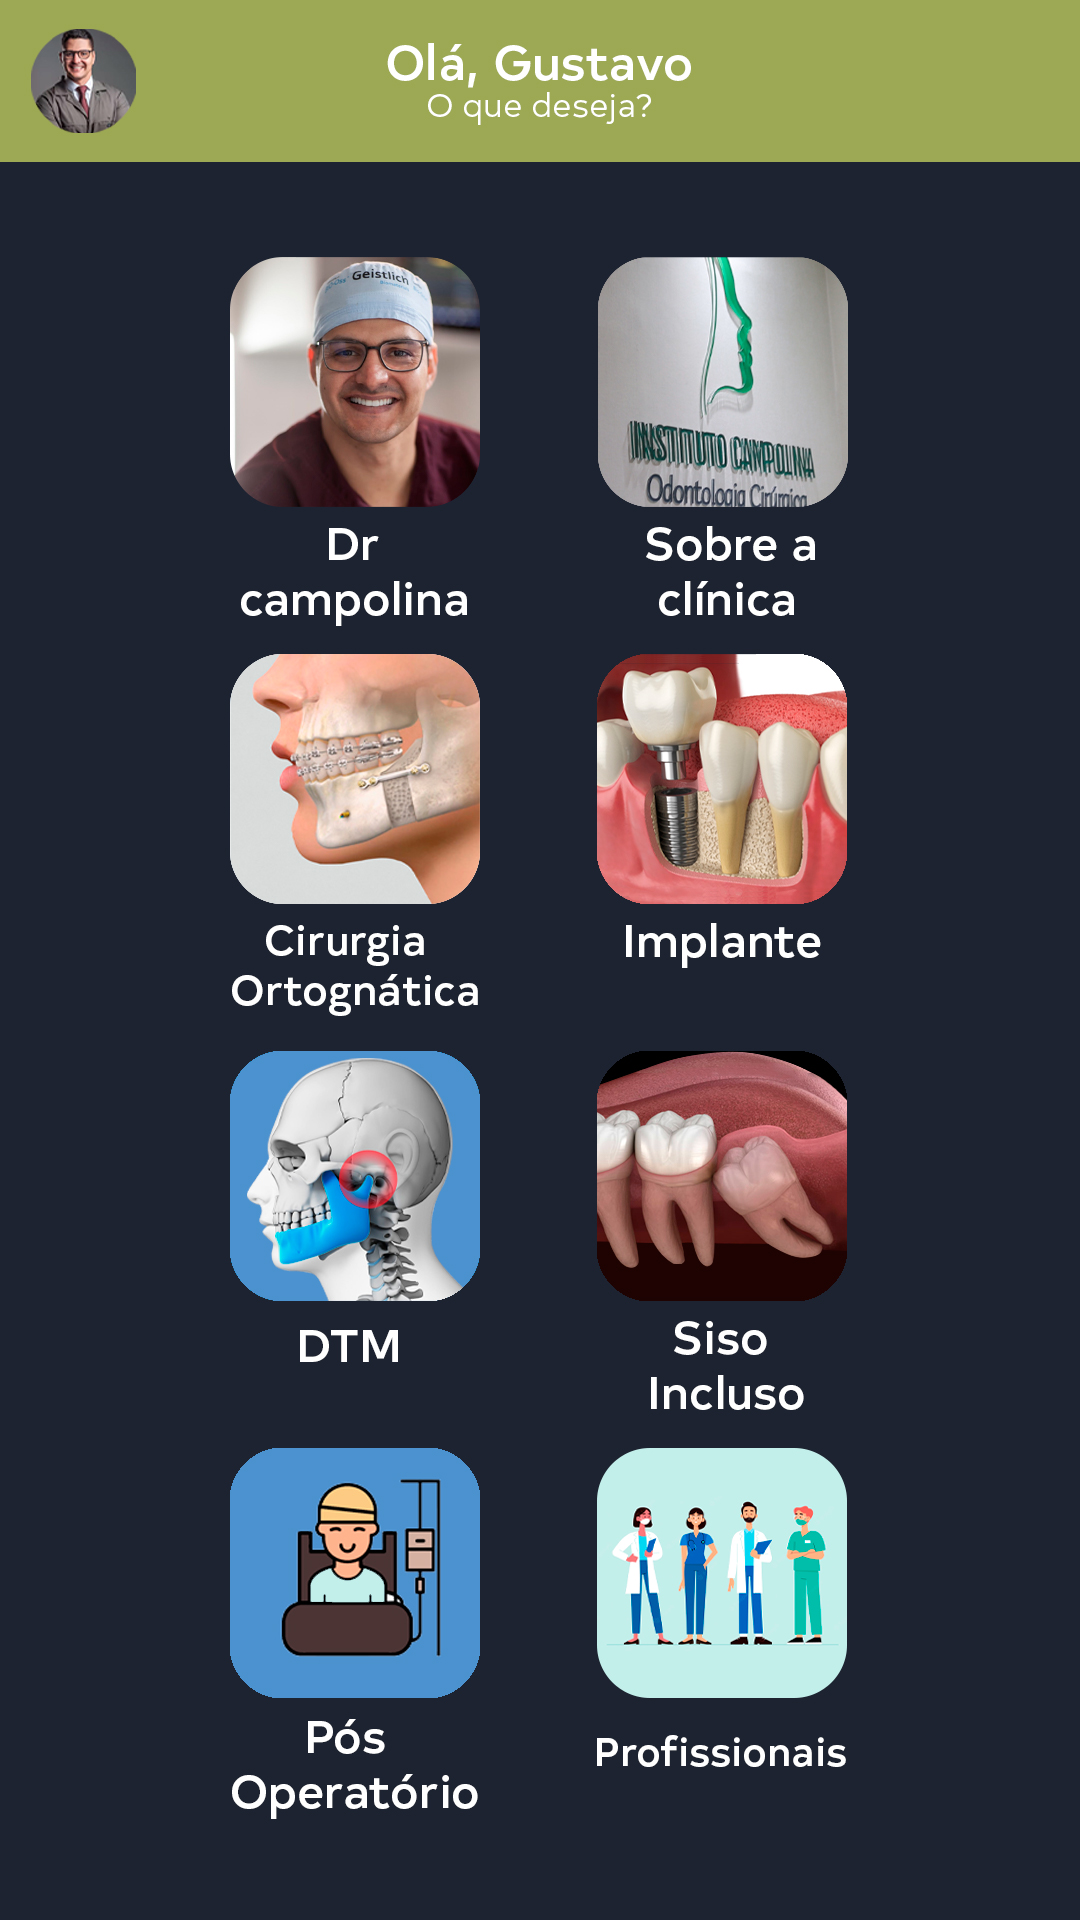 Olá, Gustavo
O que deseja?
Geistlich
INSTITUTO CAMPOLINA
Odontologia Cirúrgica
Dr
campolina
Sobre a
clínica
Cirurgia
Ortognática
Implante
DTM
Siso
Incluso
Pós
Operatório
Profissionais